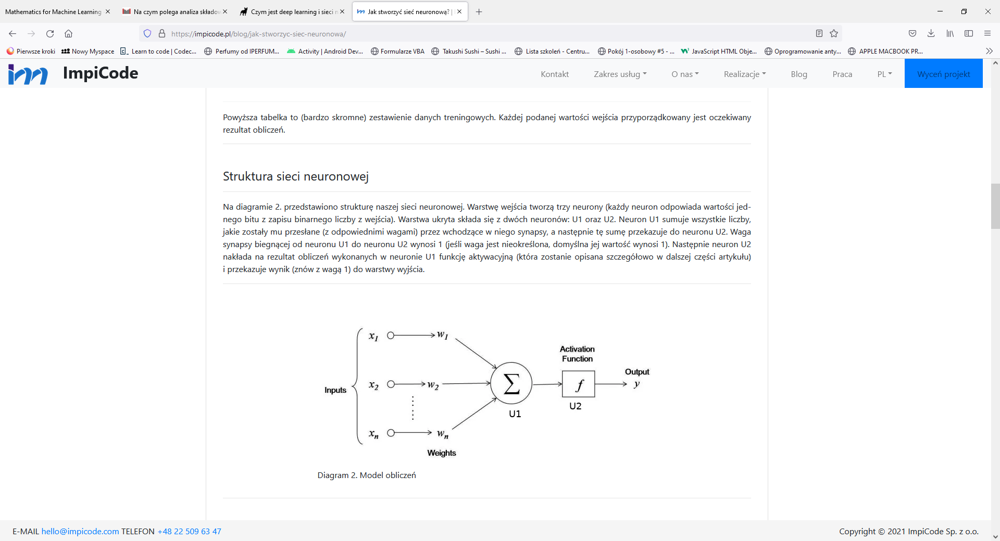 Mathematics for Machine Learning
Na czym polega analiza składow
Czym jest deep learning i sieci n
Jak stworzyć sieć neuronową? |
https://impicode.pl/blog/jak-stworzyc-siec-neuronowa/
Pierwsze kroki
Nowy Myspace
Learn to code | Codec...
Perfumy od IPERFUM...
Activity | Android Dev...
Formularze VBA
Takushi Sushi – Sushi ...
Lista szkoleń - Centru...
Pokój 1-osobowy #5 - ...
JavaScript HTML Obje...
Oprogramowanie anty...
APPLE MACBOOK PR...
im ImpiCode
Kontakt
Zakres usług
O nas
Realizacje
Blog
Praca
PL
Wyceń projekt
Powyższa tabelka to (bardzo skromne) zestawienie danych treningowych. Każdej podanej wartości wejścia przyporządkowany jest oczekiwany
rezultat obliczeń.
Struktura sieci neuronowej
Na diagramie 2. przedstawiono strukturę naszej sieci neuronowej. Warstwę wejścia tworzą trzy neurony (każdy neuron odpowiada wartości jed-
nego bitu z zapisu binarnego liczby z wejścia). Warstwa ukryta składa się z dwóch neuronów: U1 oraz U2. Neuron U1 sumuje wszystkie liczby,
jakie zostały mu przesłane (z odpowiednimi wagami) przez wchodzące w niego synapsy, a następnie tę sumę przekazuje do neuronu U2. Waga
synapsy biegnącej od neuronu U1 do neuronu U2 wynosi 1 (jeśli waga jest nieokreślona, domyślna jej wartość wynosi 1). Następnie neuron U2
nakłada na rezultat obliczeń wykonanych w neuronie U1 funkcję aktywacyjną (która zostanie opisana szczegółowo w dalszej części artykułu)
i przekazuje wynik (znów z wagą 1) do warstwy wyjścia.
Inputs
x1
w1
x2
w2
xn
wn
Weights
Σ
U1
Activation
Function
f
U2
Output
y
Diagram 2. Model obliczeń
E-MAIL hello@impicode.com TELEFON +48 22 509 63 47
Copyright © 2021 ImpiCode Sp. z o.o.